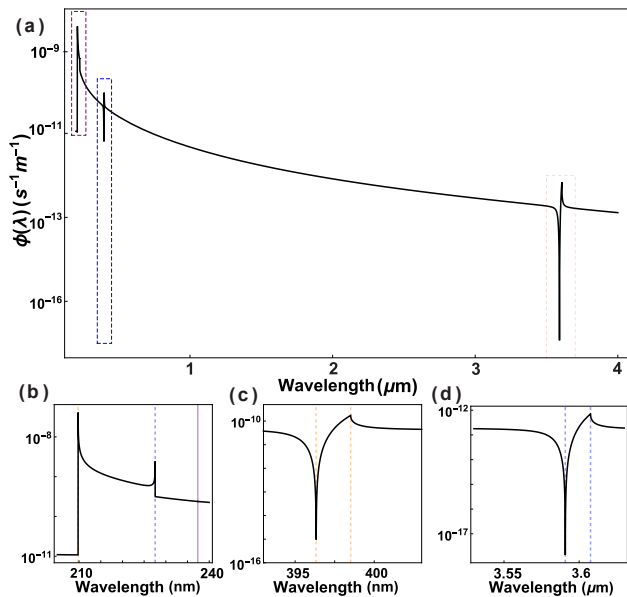 (a)
10⁻⁹
10⁻¹¹
10⁻¹³
10⁻¹⁶
ϕ(λ) (s⁻¹m⁻¹)
1 2 3 4
Wavelength (μm)
(b) (c) (d)
10⁻⁸
10⁻¹¹
210 240
Wavelength (nm)
10⁻¹⁰
10⁻¹⁶
395 400
Wavelength (nm)
10⁻¹²
10⁻¹⁷
3.55 3.6
Wavelength (μm)